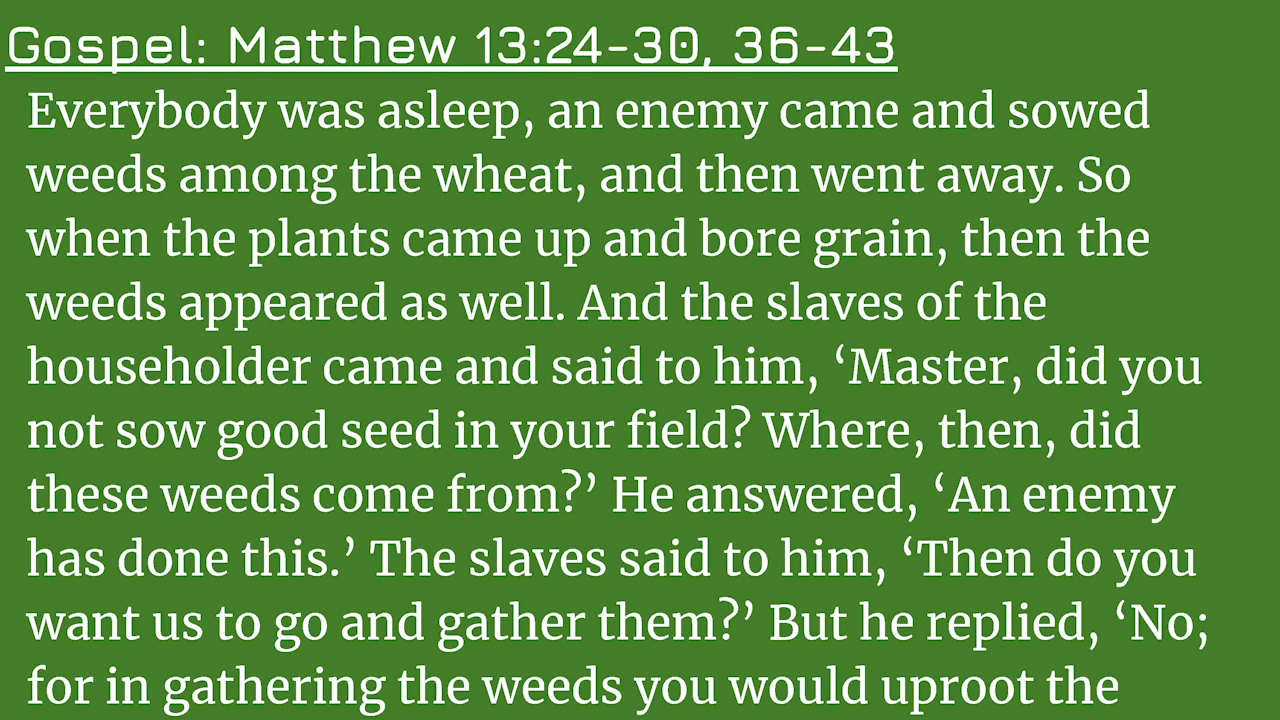 Gospel: Matthew 13:24-30, 36-43
Everybody was asleep, an enemy came and sowed
weeds among the wheat, and then went away. So
when the plants came up and bore grain, then the
weeds appeared as well. And the slaves of the
householder came and said to him, ‘Master, did you
not sow good seed in your field? Where, then, did
these weeds come from?’ He answered, ‘An enemy
has done this.’ The slaves said to him, ‘Then do you
want us to go and gather them?’ But he replied, ‘No;
for in gathering the weeds you would uproot the